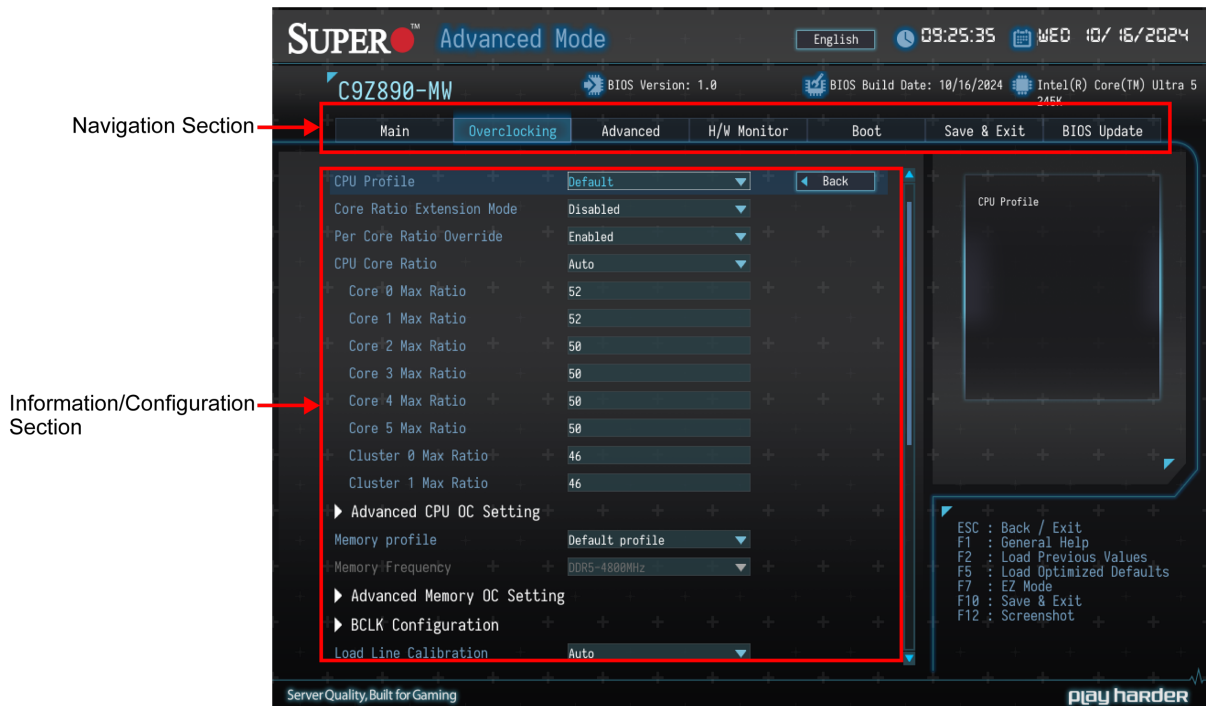 SUPER ™ Advanced Mode
English
09:25:35
WED 10/16/2024
C9Z890-MW
BIOS Version: 1.0
BIOS Build Date: 10/16/2024
Intel(R) Core(TM) Ultra 5
245K
Navigation Section
Main Overclocking Advanced H/W Monitor Boot Save & Exit BIOS Update
CPU Profile Default Back
Core Ratio Extension Mode Disabled
Per Core Ratio Override Enabled
CPU Core Ratio Auto
Core 0 Max Ratio 52
Core 1 Max Ratio 52
Core 2 Max Ratio 50
Core 3 Max Ratio 50
Core 4 Max Ratio 50
Core 5 Max Ratio 50
Cluster 0 Max Ratio 46
Cluster 1 Max Ratio 46
Advanced CPU OC Setting
Memory profile Default profile
Memory Frequency DDR5-4800MHz
Advanced Memory OC Setting
BCLK Configuration
Load Line Calibration Auto
Information/Configuration
Section
CPU Profile
ESC : Back / Exit
F1 : General Help
F2 : Load Previous Values
F5 : Load Optimized Defaults
F7 : EZ Mode
F10 : Save & Exit
F12 : Screenshot
Server Quality, Built for Gaming
play harder